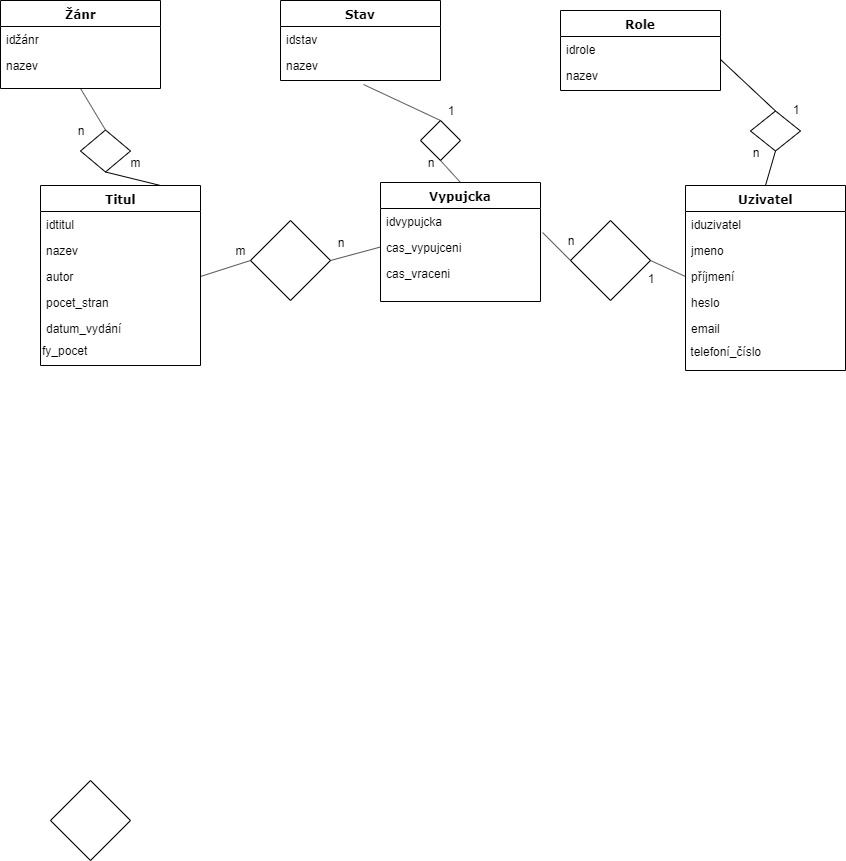 Žánr
idžánr
nazev
Stav
idstav
nazev
Role
idrole
nazev
n
m
1
n
1
n
Titul
idtitul
nazev
autor
pocet_stran
datum_vydání
fy_pocet
m
n
Vypujcka
idvypujcka
cas_vypujceni
cas_vraceni
n
1
Uzivatel
iduzivatel
jmeno
příjmení
heslo
email
telefoní_číslo